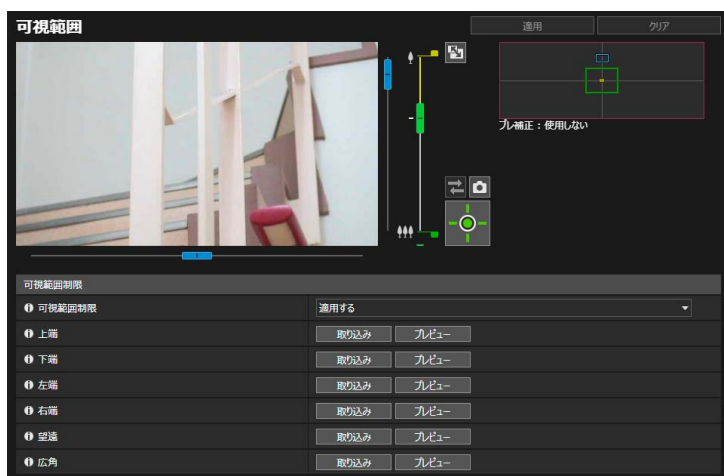 可視範囲
適用 クリア
ブレ補正：使用しない
可視範囲制限
可視範囲制限 適用する
上端 取り込み プレビュー
下端 取り込み プレビュー
左端 取り込み プレビュー
右端 取り込み プレビュー
望遠 取り込み プレビュー
広角 取り込み プレビュー